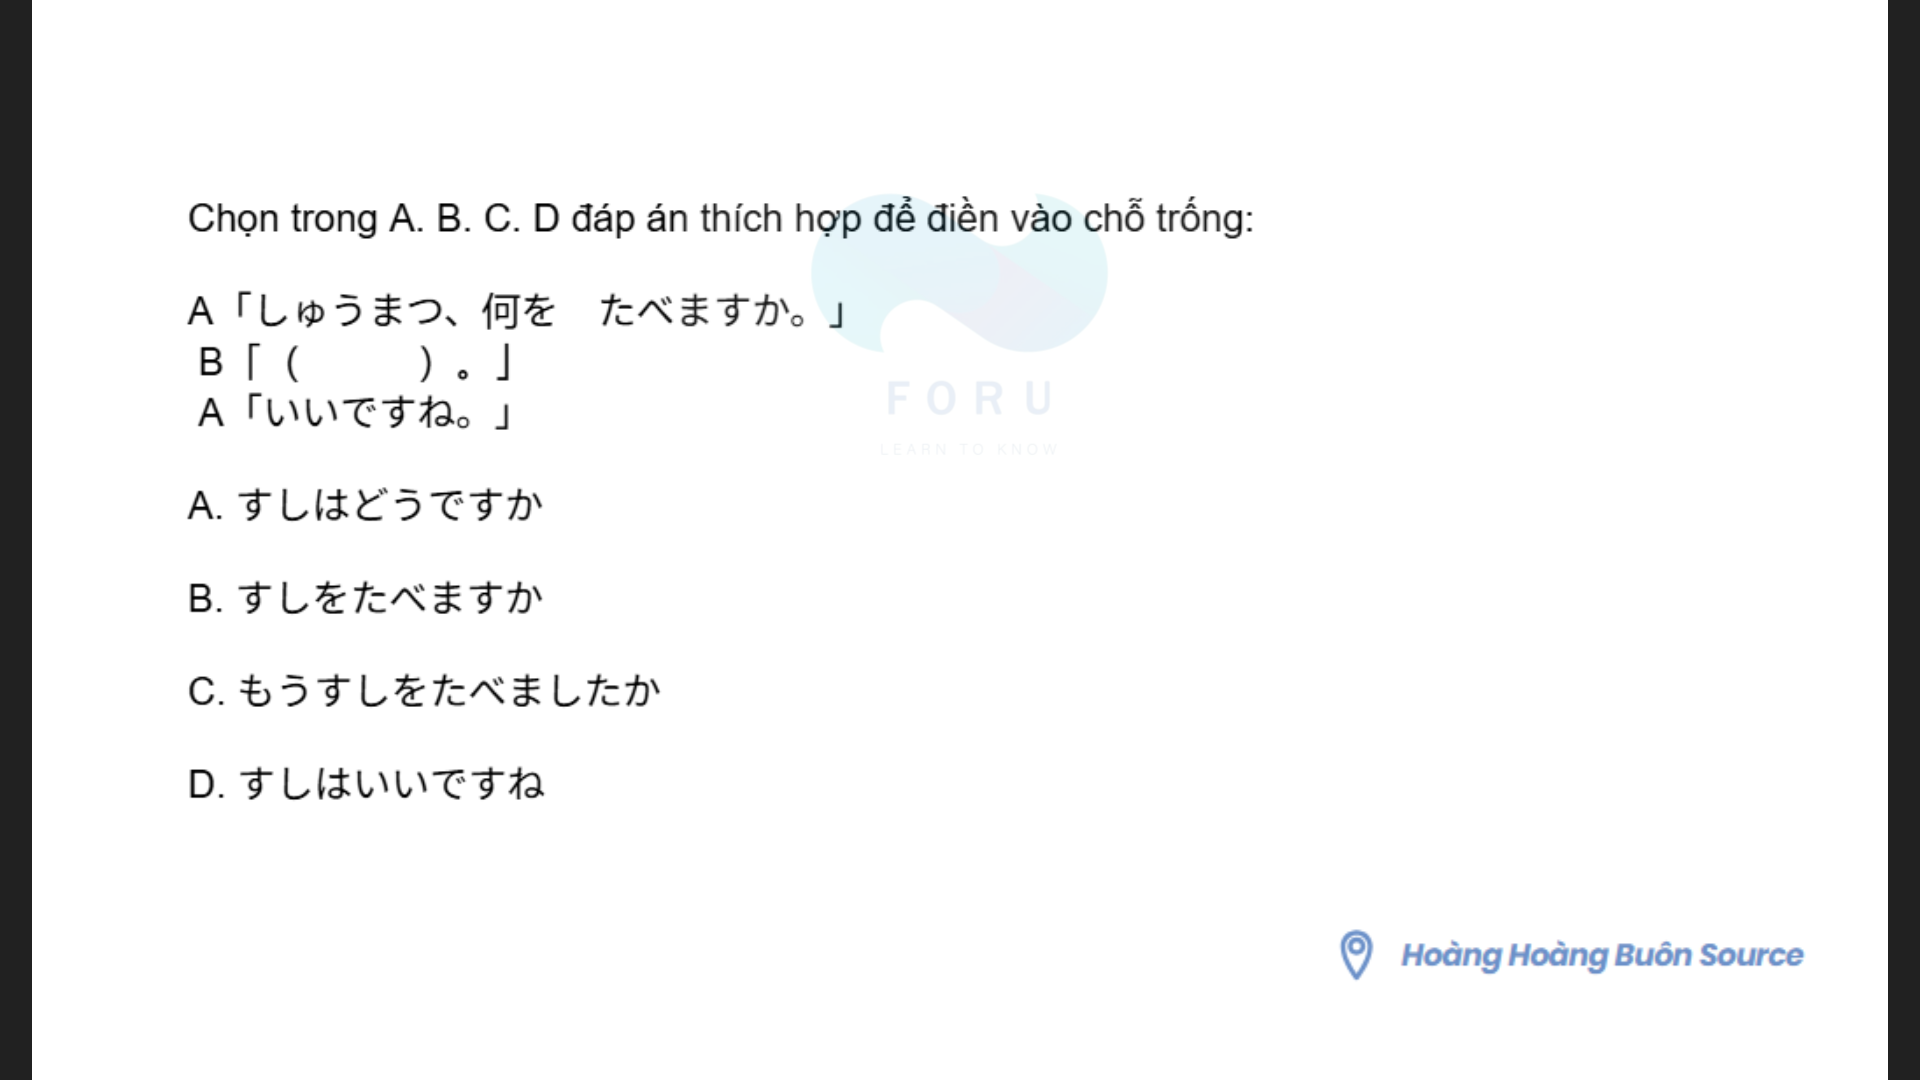 Chọn trong A. B. C. D đáp án thích hợp để điền vào chỗ trống:
A「しゅうまつ、何を　たべますか。」
B「（　　　）。」
A「いいですね。」
A. すしはどうですか
B. すしをたべますか
C. もうすしをたべましたか
D. すしはいいですね
FORU
LEARN TO KNOW
Hoàng Hoàng Buôn Source